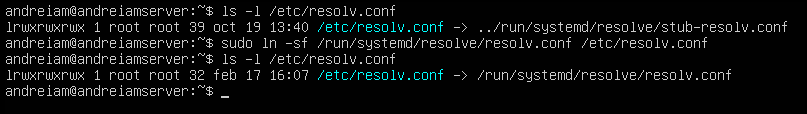 andreiam@andreiamserver:~$ ls -l /etc/resolv.conf
lrwxrwxrwx 1 root root 39 oct 19 13:40 /etc/resolv.conf -> ../run/systemd/resolve/stub-resolv.conf
andreiam@andreiamserver:~$ sudo ln -sf /run/systemd/resolve/resolv.conf /etc/resolv.conf
andreiam@andreiamserver:~$ ls -l /etc/resolv.conf
lrwxrwxrwx 1 root root 32 feb 17 16:07 /etc/resolv.conf -> /run/systemd/resolve/resolv.conf
andreiam@andreiamserver:~$ _